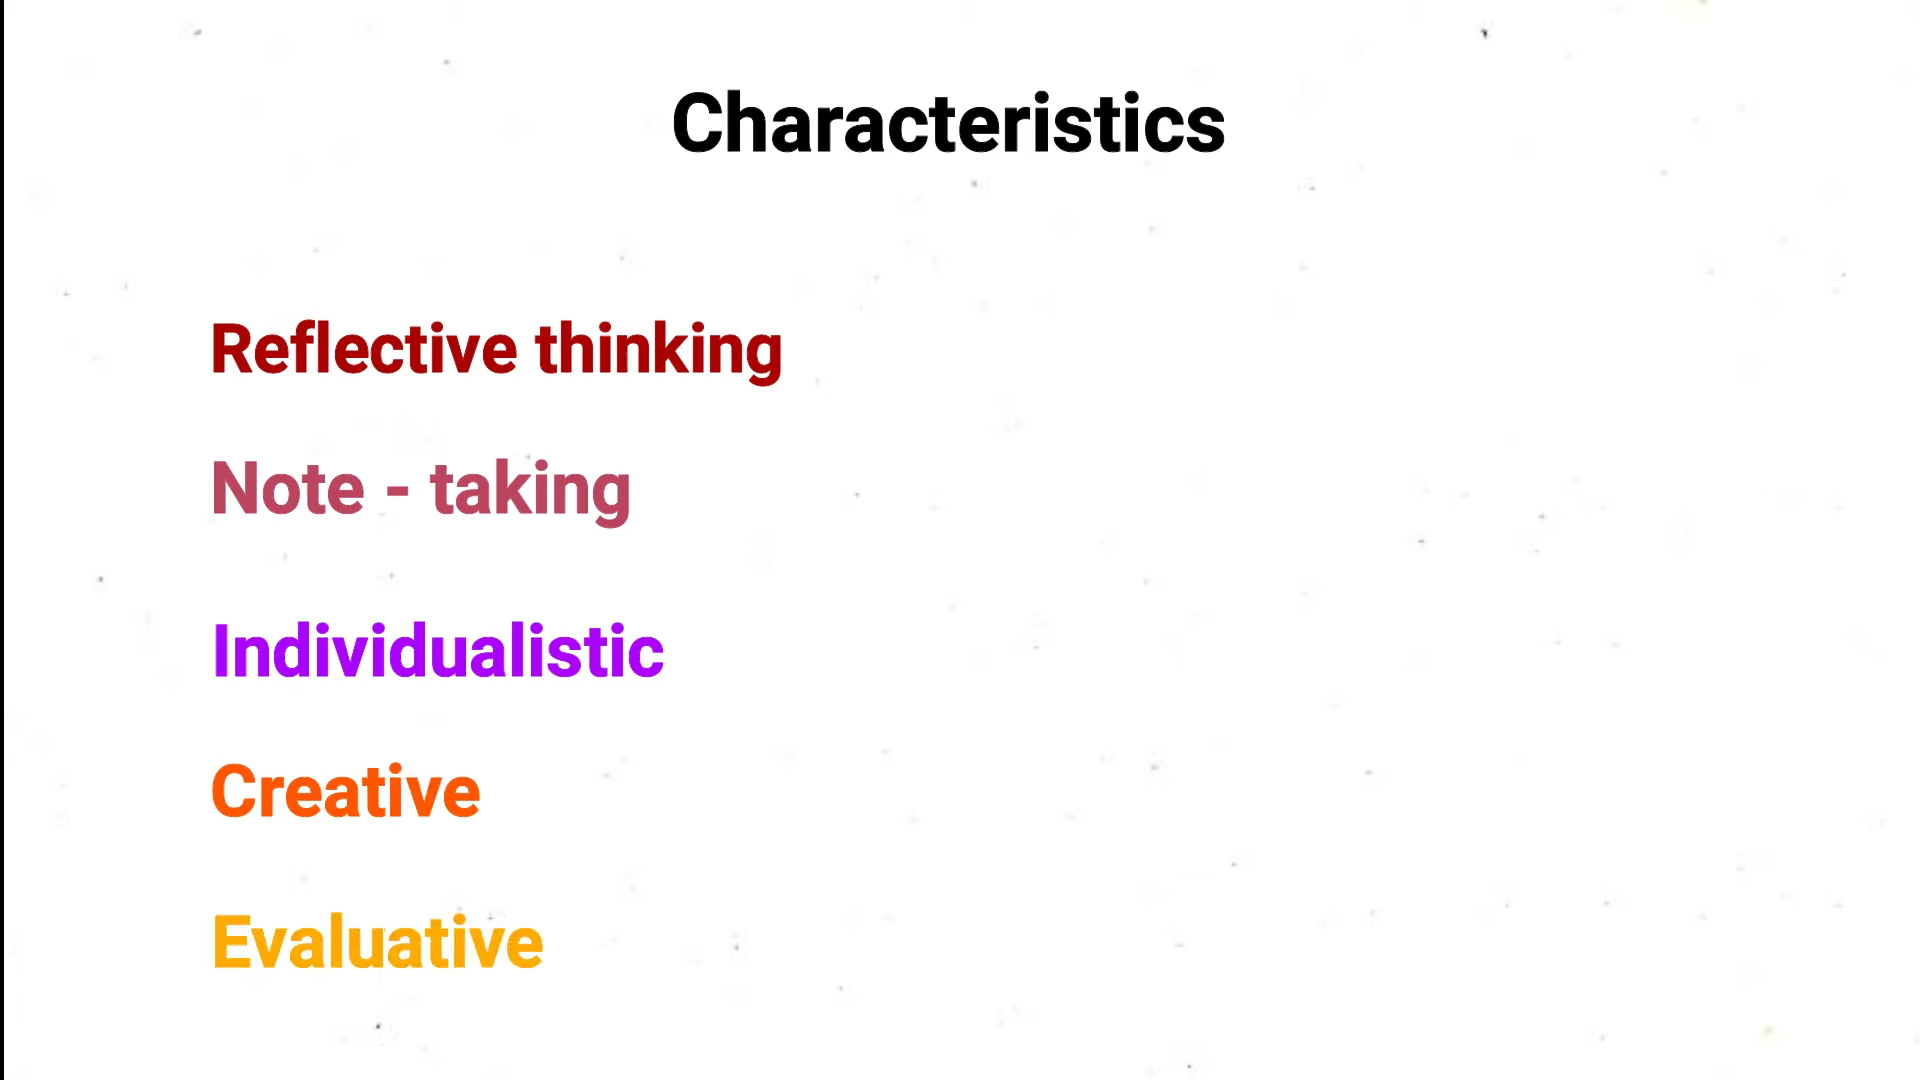 Characteristics
Reflective thinking
Note - taking
Individualistic
Creative
Evaluative